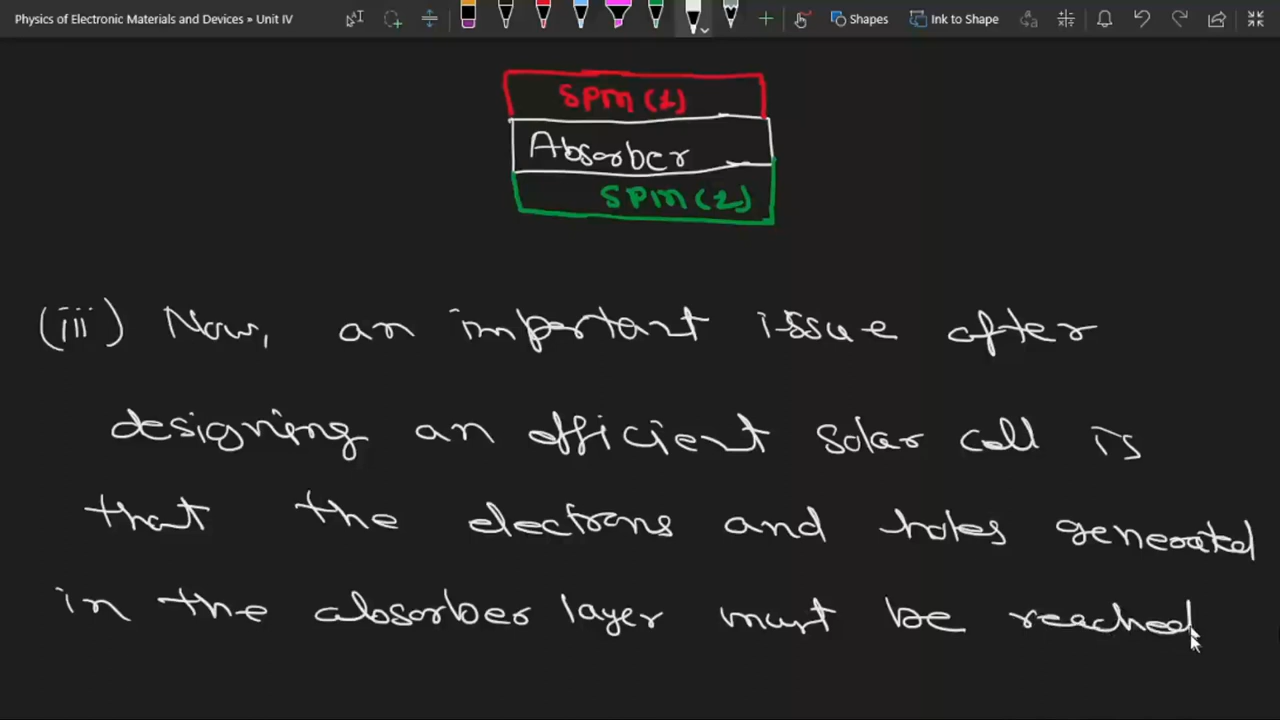 Physics of Electronic Materials and Devices » Unit IV
Shapes
Ink to Shape
SPM (1)
Absorber
SPM (2)
(iii) Now, an important issue after
designing an efficient solar cell is
that the electrons and holes generated
in the absorber layer must be reached